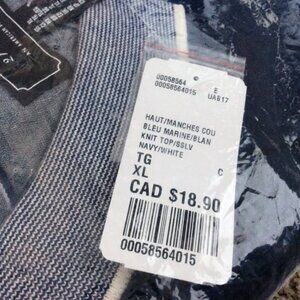 00058564 E
00058564015 UAB17
HAUT/MANCHES COU
BLEU MARINE/BLAN
KNIT TOP/SSLV
NAVY/WHITE
TG
XL C
CAD $18.90
00058564015